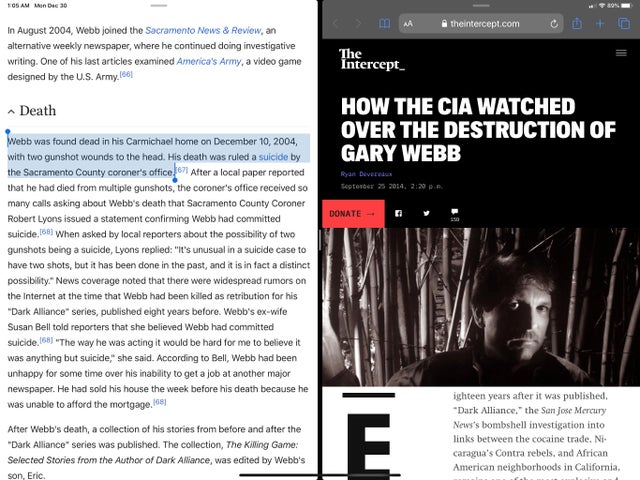 1:05 AM Mon Dec 30
In August 2004, Webb joined the Sacramento News & Review, an
alternative weekly newspaper, where he continued doing investigative
writing. One of his last articles examined America's Army, a video game
designed by the U.S. Army.[66]
Death
Webb was found dead in his Carmichael home on December 10, 2004,
with two gunshot wounds to the head. His death was ruled a suicide by
the Sacramento County coroner's office.[67] After a local paper reported
that he had died from multiple gunshots, the coroner's office received so
many calls asking about Webb's death that Sacramento County Coroner
Robert Lyons issued a statement confirming Webb had committed
suicide.[68] When asked by local reporters about the possibility of two
gunshots being a suicide, Lyons replied: "It's unusual in a suicide case to
have two shots, but it has been done in the past, and it is in fact a distinct
possibility." News coverage noted that there were widespread rumors on
the Internet at the time that Webb had been killed as retribution for his
"Dark Alliance" series, published eight years before. Webb's ex-wife
Susan Bell told reporters that she believed Webb had committed
suicide.[68] "The way he was acting it would be hard for me to believe it
was anything but suicide," she said. According to Bell, Webb had been
unhappy for some time over his inability to get a job at another major
newspaper. He had sold his house the week before his death because he
was unable to afford the mortgage.[68]
After Webb's death, a collection of his stories from before and after the
"Dark Alliance" series was published. The collection, The Killing Game:
Selected Stories from the Author of Dark Alliance, was edited by Webb's
son, Eric.
89%
AA
theintercept.com
The
Intercept_
HOW THE CIA WATCHED
OVER THE DESTRUCTION OF
GARY WEBB
Ryan Devereaux
September 25 2014, 2:20 p.m.
DONATE →
150
E
ighteen years after it was published,
"Dark Alliance," the San Jose Mercury
News's bombshell investigation into
links between the cocaine trade, Ni-
caragua's Contra rebels, and African
American neighborhoods in California,
remains one of the most explosive and